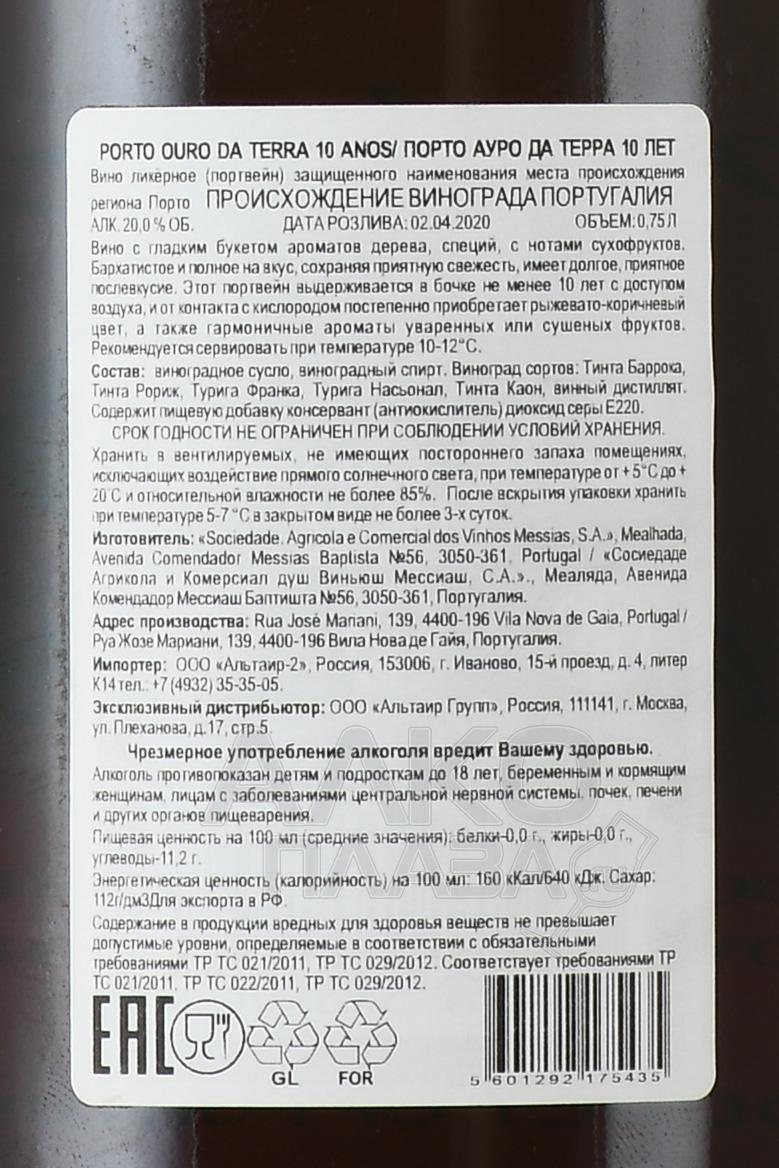 PORTO OURO DA TERRA 10 ANOS/ ПОРТО АУРО ДА ТЕРРА 10 ЛЕТ
Вино ликёрное (портвейн) защищенного наименования места происхождения
региона Порто ПРОИСХОЖДЕНИЕ ВИНОГРАДА ПОРТУГАЛИЯ
АЛК. 20,0 % ОБ. ДАТА РОЗЛИВА: 02.04.2020 ОБЪЕМ: 0,75 Л
Вино с гладким букетом ароматов дерева, специй, с нотами сухофруктов.
Бархатистое и полное на вкус, сохраняя приятную свежесть, имеет долгое, приятное
послевкусие. Этот портвейн выдерживается в бочке не менее 10 лет с доступом
воздуха, и от контакта с кислородом постепенно приобретает рыжевато-коричневый
цвет, а также гармоничные ароматы уваренных или сушеных фруктов.
Рекомендуется сервировать при температуре 10-12°С.
Состав: виноградное сусло, виноградный спирт. Виноград сортов: Тинта Баррока,
Тинта Рориж, Турига Франка, Турига Насьонал, Тинта Каон, винный дистиллят.
Содержит пищевую добавку консервант (антиокислитель) диоксид серы Е220.
СРОК ГОДНОСТИ НЕ ОГРАНИЧЕН ПРИ СОБЛЮДЕНИИ УСЛОВИЙ ХРАНЕНИЯ.
Хранить в вентилируемых, не имеющих постороннего запаха помещениях,
исключающих воздействие прямого солнечного света, при температуре от + 5°С до +
20°С и относительной влажности не более 85%. После вскрытия упаковки хранить
при температуре 5-7 °С в закрытом виде не более 3-х суток.
Изготовитель: «Sociedade. Agricola e Comercial dos Vinhos Messias, S.A.», Mealhada,
Avenida Comendador Messias Baptista №56, 3050-361, Portugal / «Сосиедаде
Агрикола и Комерсиал душ Виньюш Мессиаш, С.А.»., Меаляда, Авенида
Комендадор Мессиаш Баптишта №56, 3050-361, Португалия.
Адрес производства: Rua José Mariani, 139, 4400-196 Vila Nova de Gaia, Portugal /
Руа Жозе Мариани, 139, 4400-196 Вила Нова де Гайя, Португалия.
Импортер: ООО «Альтаир-2», Россия, 153006, г. Иваново, 15-й проезд, д. 4, литер
К14 тел.: +7 (4932) 35-35-05.
Эксклюзивный дистрибьютор: ООО «Альтаир Групп», Россия, 111141, г. Москва,
ул. Плеханова, д.17, стр.5.
Чрезмерное употребление алкоголя вредит Вашему здоровью.
Алкоголь противопоказан детям и подросткам до 18 лет, беременным и кормящим
женщинам, лицам с заболеваниями центральной нервной системы, почек, печени
и других органов пищеварения.
Пищевая ценность на 100 мл (средние значения): белки-0,0 г., жиры-0,0 г.,
углеводы-11,2 г.
Энергетическая ценность (калорийность) на 100 мл: 160 кКал/640 кДж. Сахар:
112г/дм3Для экспорта в РФ.
Содержание в продукции вредных для здоровья веществ не превышает
допустимые уровни, определяемые в соответствии с обязательными
требованиями ТР ТС 021/2011, ТР ТС 029/2012. Соответствует требованиями ТР
ТС 021/2011, ТР ТС 022/2011, ТР ТС 029/2012.
EAC
GL FOR
5 601292 175435
АЛКО
ПЛАЗА
.ru